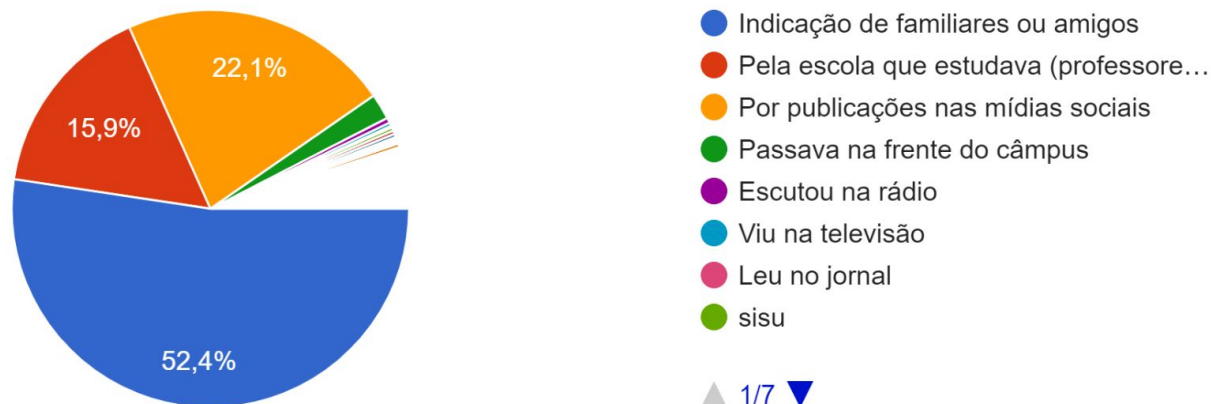 22,1%
15,9%
52,4%
Indicação de familiares ou amigos
Pela escola que estudava (professore…
Por publicações nas mídias sociais
Passava na frente do câmpus
Escutou na rádio
Viu na televisão
Leu no jornal
sisu
1/7